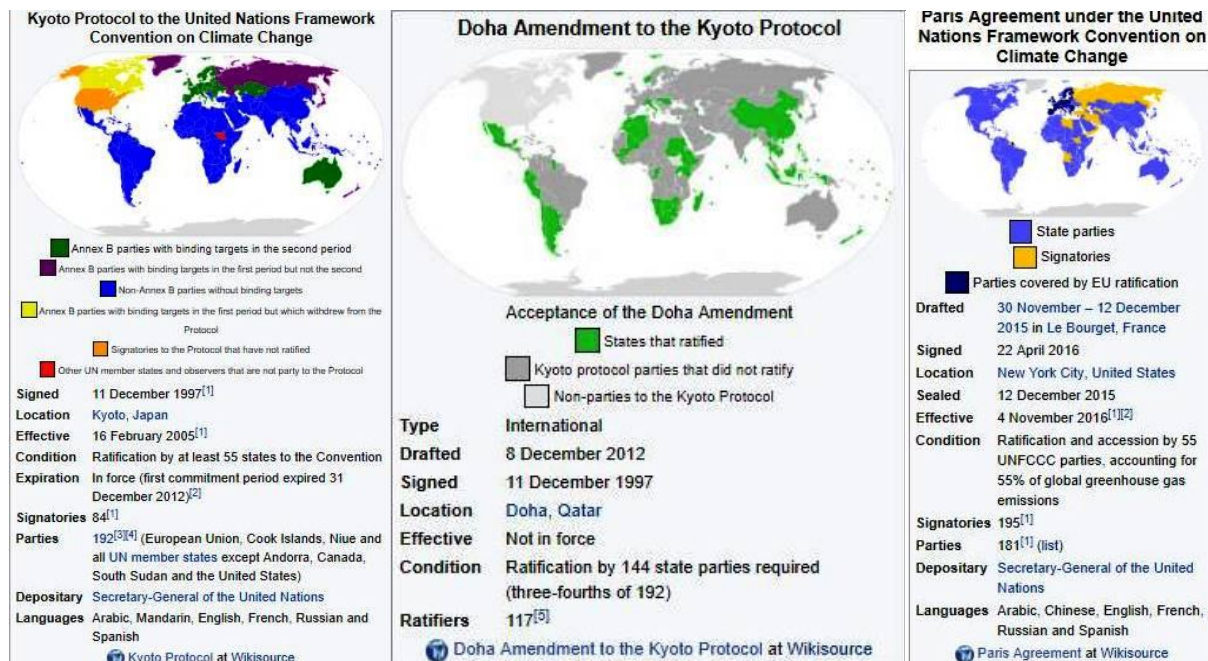 Kyoto Protocol to the United Nations Framework
Convention on Climate Change
Annex B parties with binding targets in the second period
Annex B parties with binding targets in the first period but not the second
Non-Annex B parties without binding targets
Annex B parties with binding targets in the first period but which withdrew from the
Protocol
Signatories to the Protocol that have not ratified
Other UN member states and observers that are not party to the Protocol
Signed 11 December 1997[1]
Location Kyoto, Japan
Effective 16 February 2005[1]
Condition Ratification by at least 55 states to the Convention
Expiration In force (first commitment period expired 31
December 2012)[2]
Signatories 84[1]
Parties 192[3][4] (European Union, Cook Islands, Niue and
all UN member states except Andorra, Canada,
South Sudan and the United States)
Depositary Secretary-General of the United Nations
Languages Arabic, Mandarin, English, French, Russian and
Spanish
Kyoto Protocol at Wikisource
Doha Amendment to the Kyoto Protocol
Acceptance of the Doha Amendment
States that ratified
Kyoto protocol parties that did not ratify
Non-parties to the Kyoto Protocol
Type International
Drafted 8 December 2012
Signed 11 December 1997
Location Doha, Qatar
Effective Not in force
Condition Ratification by 144 state parties required
(three-fourths of 192)
Ratifiers 117[5]
Doha Amendment to the Kyoto Protocol at Wikisource
Paris Agreement under the United
Nations Framework Convention on
Climate Change
State parties
Signatories
Parties covered by EU ratification
Drafted 30 November – 12 December
2015 in Le Bourget, France
Signed 22 April 2016
Location New York City, United States
Sealed 12 December 2015
Effective 4 November 2016[1][2]
Condition Ratification and accession by 55
UNFCCC parties, accounting for
55% of global greenhouse gas
emissions
Signatories 195[1]
Parties 181[1] (list)
Depositary Secretary-General of the United
Nations
Languages Arabic, Chinese, English, French,
Russian and Spanish
Paris Agreement at Wikisource